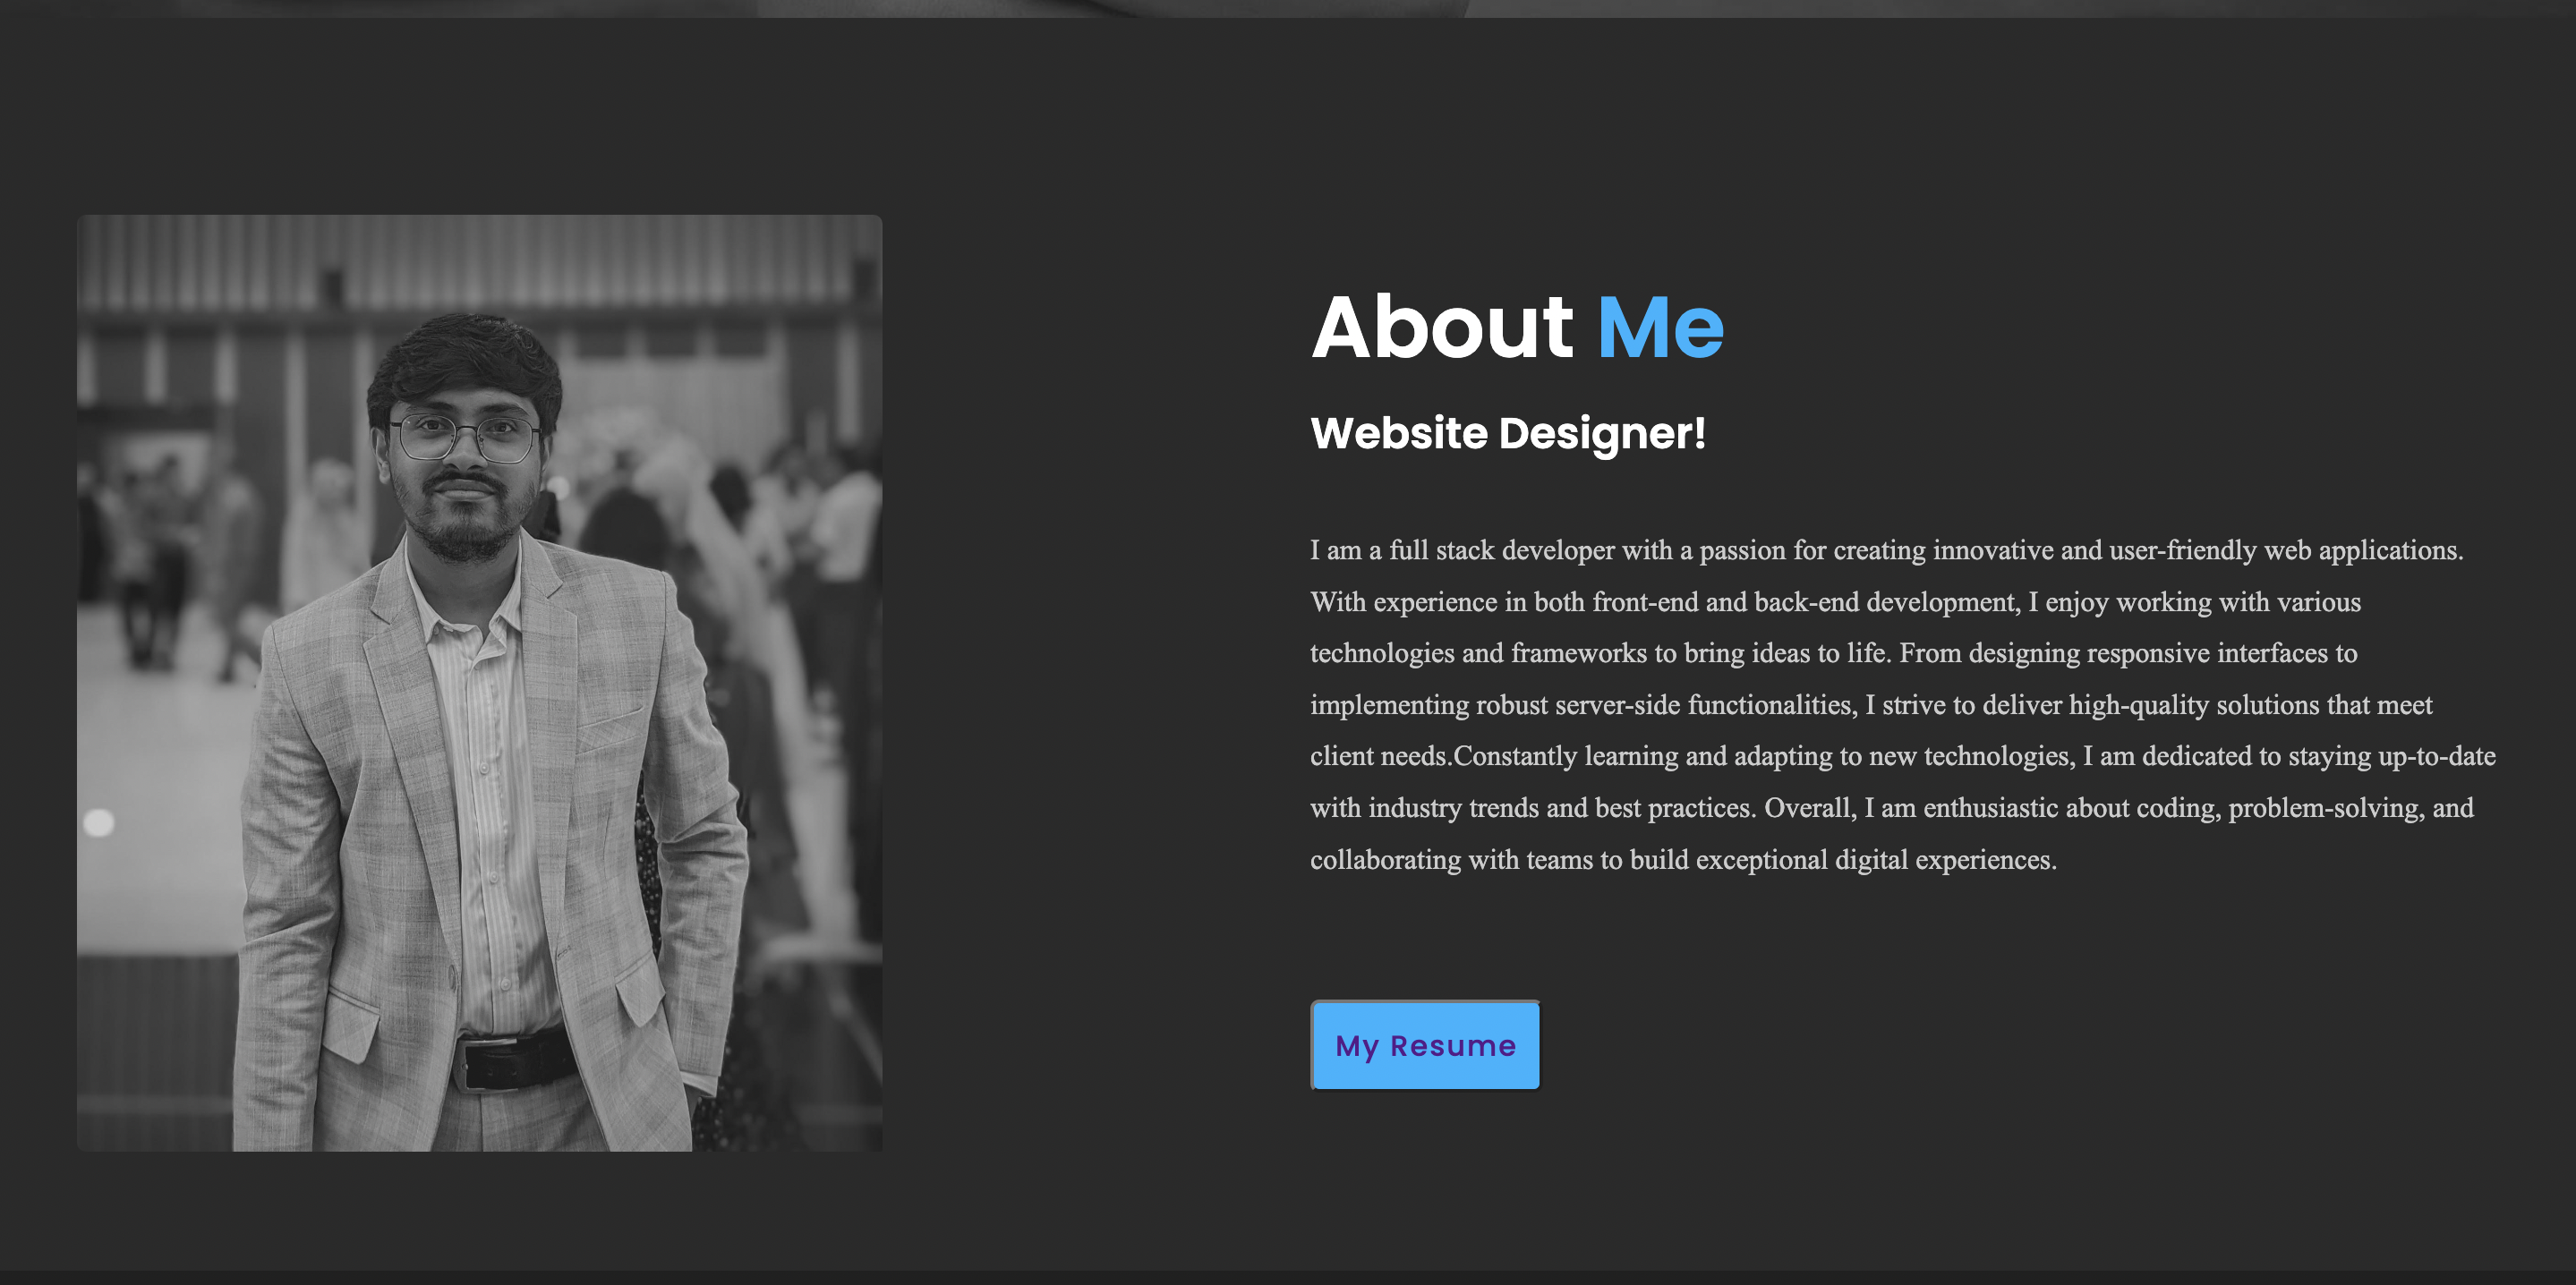 About Me
Website Designer!
I am a full stack developer with a passion for creating innovative and user-friendly web applications.
With experience in both front-end and back-end development, I enjoy working with various
technologies and frameworks to bring ideas to life. From designing responsive interfaces to
implementing robust server-side functionalities, I strive to deliver high-quality solutions that meet
client needs.Constantly learning and adapting to new technologies, I am dedicated to staying up-to-date
with industry trends and best practices. Overall, I am enthusiastic about coding, problem-solving, and
collaborating with teams to build exceptional digital experiences.
My Resume